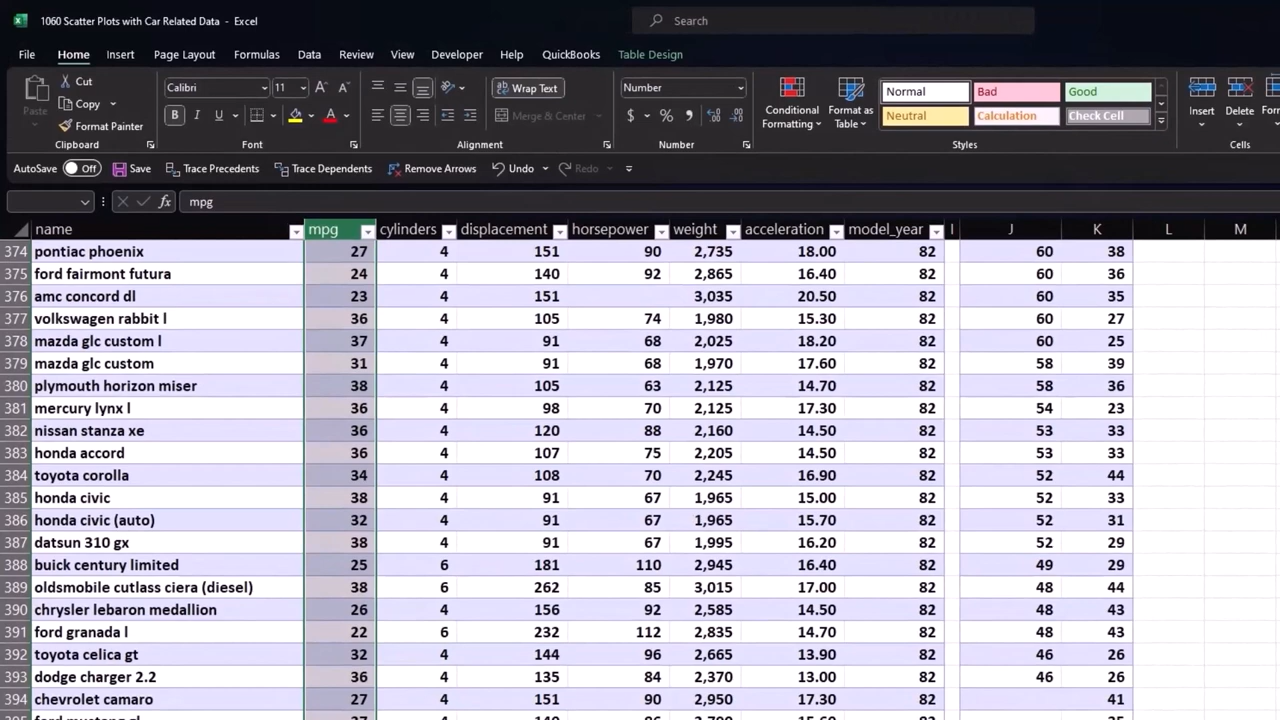 1060 Scatter Plots with Car Related Data - Excel
Search
File Home Insert Page Layout Formulas Data Review View Developer Help QuickBooks Table Design
Cut
Copy
Format Painter
Paste
Clipboard
Calibri 11 A A
B I U A
Font
Wrap Text
Merge & Center
Alignment
Number
$ % 9
Number
Conditional Formatting
Format as Table
Normal Bad Good
Neutral Calculation Check Cell
Styles
Insert Delete
Cells
AutoSave Off Save Trace Precedents Trace Dependents Remove Arrows Undo Redo
fx mpg
name mpg cylinders displacement horsepower weight acceleration model_year I J K L M
374 pontiac phoenix 27 4 151 90 2,735 18.00 82 60 38
375 ford fairmont futura 24 4 140 92 2,865 16.40 82 60 36
376 amc concord dl 23 4 151 3,035 20.50 82 60 35
377 volkswagen rabbit l 36 4 105 74 1,980 15.30 82 60 27
378 mazda glc custom l 37 4 91 68 2,025 18.20 82 60 25
379 mazda glc custom 31 4 91 68 1,970 17.60 82 58 39
380 plymouth horizon miser 38 4 105 63 2,125 14.70 82 58 36
381 mercury lynx l 36 4 98 70 2,125 17.30 82 54 23
382 nissan stanza xe 36 4 120 88 2,160 14.50 82 53 33
383 honda accord 36 4 107 75 2,205 14.50 82 53 33
384 toyota corolla 34 4 108 70 2,245 16.90 82 52 44
385 honda civic 38 4 91 67 1,965 15.00 82 52 33
386 honda civic (auto) 32 4 91 67 1,965 15.70 82 52 31
387 datsun 310 gx 38 4 91 67 1,995 16.20 82 52 29
388 buick century limited 25 6 181 110 2,945 16.40 82 49 29
389 oldsmobile cutlass ciera (diesel) 38 6 262 85 3,015 17.00 82 48 44
390 chrysler lebaron medallion 26 4 156 92 2,585 14.50 82 48 43
391 ford granada l 22 6 232 112 2,835 14.70 82 48 43
392 toyota celica gt 32 4 144 96 2,665 13.90 82 46 26
393 dodge charger 2.2 36 4 135 84 2,370 13.00 82 46 26
394 chevrolet camaro 27 4 151 90 2,950 17.30 82 41